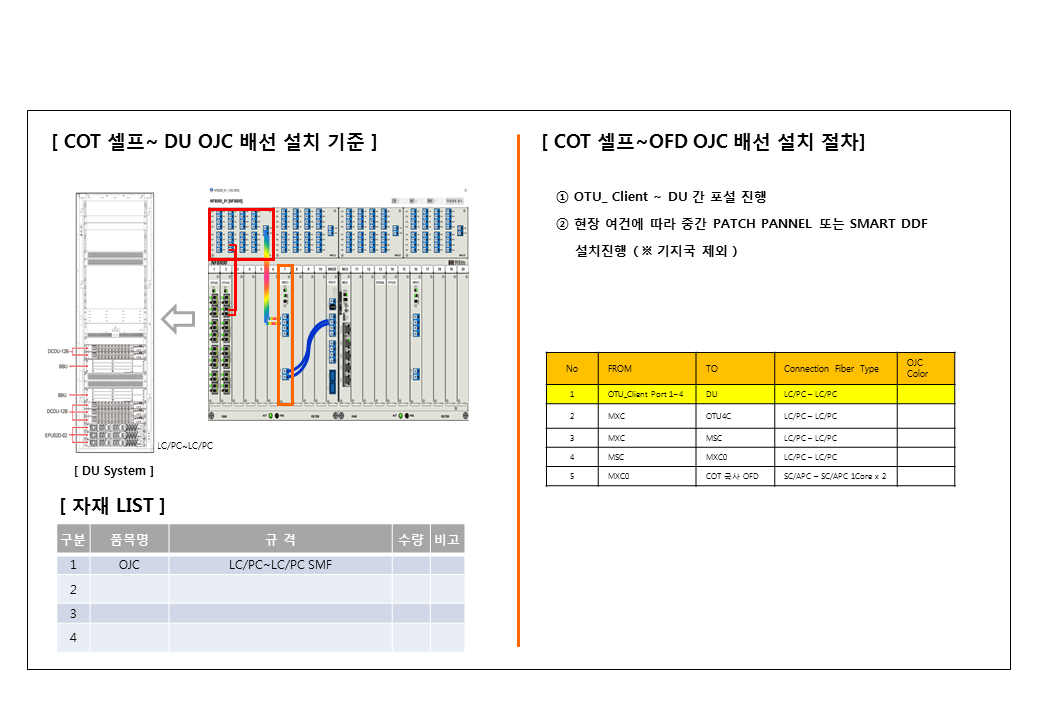 [ COT 셀프~ DU OJC 배선 설치 기준 ]
NF8800_01 [NF8800]
DCDU-12B
BBU
BBU
DCDU-12B
EPU02D-02
LC/PC~LC/PC
[ DU System ]
[ 자재 LIST ]
구분 품목명 규 격 수량 비고
1 OJC LC/PC~LC/PC SMF
2
3
4
[ COT 셀프~OFD OJC 배선 설치 절차]
① OTU_ Client ~ DU 간 포설 진행
② 현장 여건에 따라 중간 PATCH PANNEL 또는 SMART DDF
설치진행 ( ※ 기지국 제외 )
No FROM TO Connection Fiber Type OJC Color
1 OTU_Client Port 1~4 DU LC/PC – LC/PC
2 MXC OTU4C LC/PC – LC/PC
3 MXC MSC LC/PC – LC/PC
4 MSC MXC0 LC/PC – LC/PC
5 MXC0 COT 국사 OFD SC/APC – SC/APC 1Core x 2